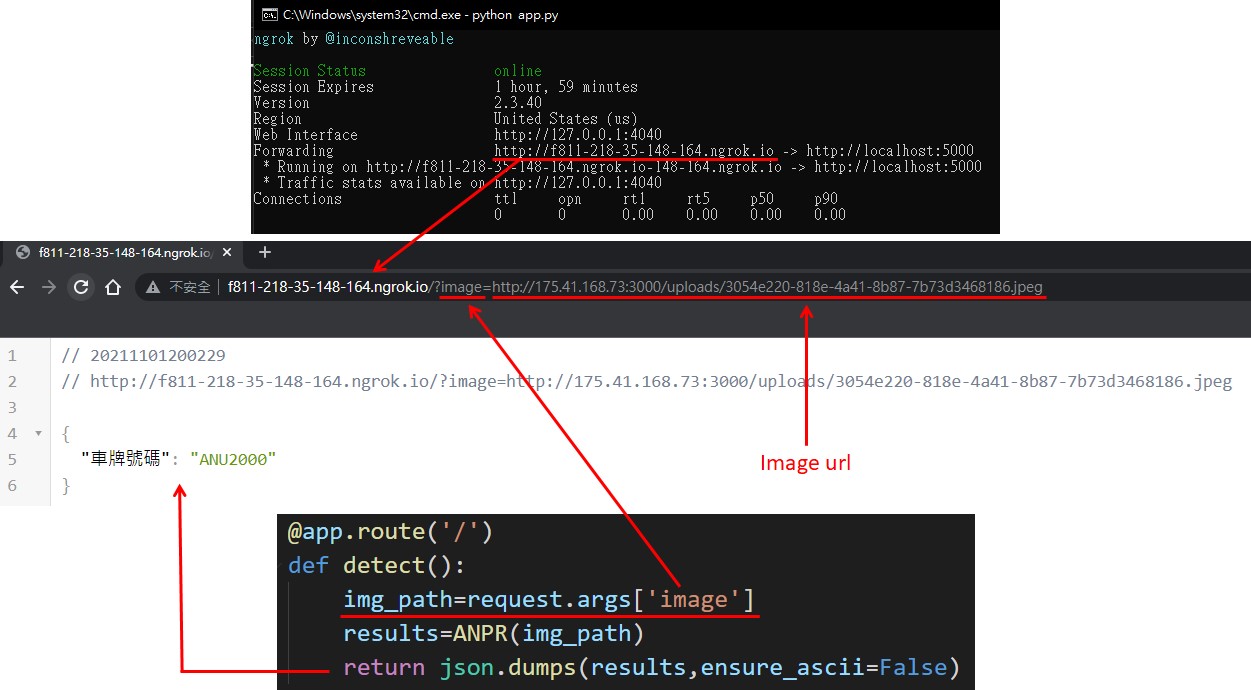 C:\Windows\system32\cmd.exe - python  app.py
ngrok by @inconshreveable
Session Status online
Session Expires 1 hour, 59 minutes
Version 2.3.40
Region United States (us)
Web Interface http://127.0.0.1:4040
Forwarding http://f811-218-35-148-164.ngrok.io -> http://localhost:5000
* Running on http://f811-218-35-148-164.ngrok.io-148-164.ngrok.io -> http://localhost:5000
* Traffic stats available on http://127.0.0.1:4040
Connections ttl opn rt1 rt5 p50 p90
0 0 0.00 0.00 0.00 0.00
f811-218-35-148-164.ngrok.io/
不安全 f811-218-35-148-164.ngrok.io/?image=http://175.41.168.73:3000/uploads/3054e220-818e-4a41-8b87-7b73d3468186.jpeg
1 // 20211101200229
2 // http://f811-218-35-148-164.ngrok.io/?image=http://175.41.168.73:3000/uploads/3054e220-818e-4a41-8b87-7b73d3468186.jpeg
3
4 {
5 "車牌號碼": "ANU2000"
6 }
Image url
@app.route('/')
def detect():
img_path=request.args['image']
results=ANPR(img_path)
return json.dumps(results,ensure_ascii=False)